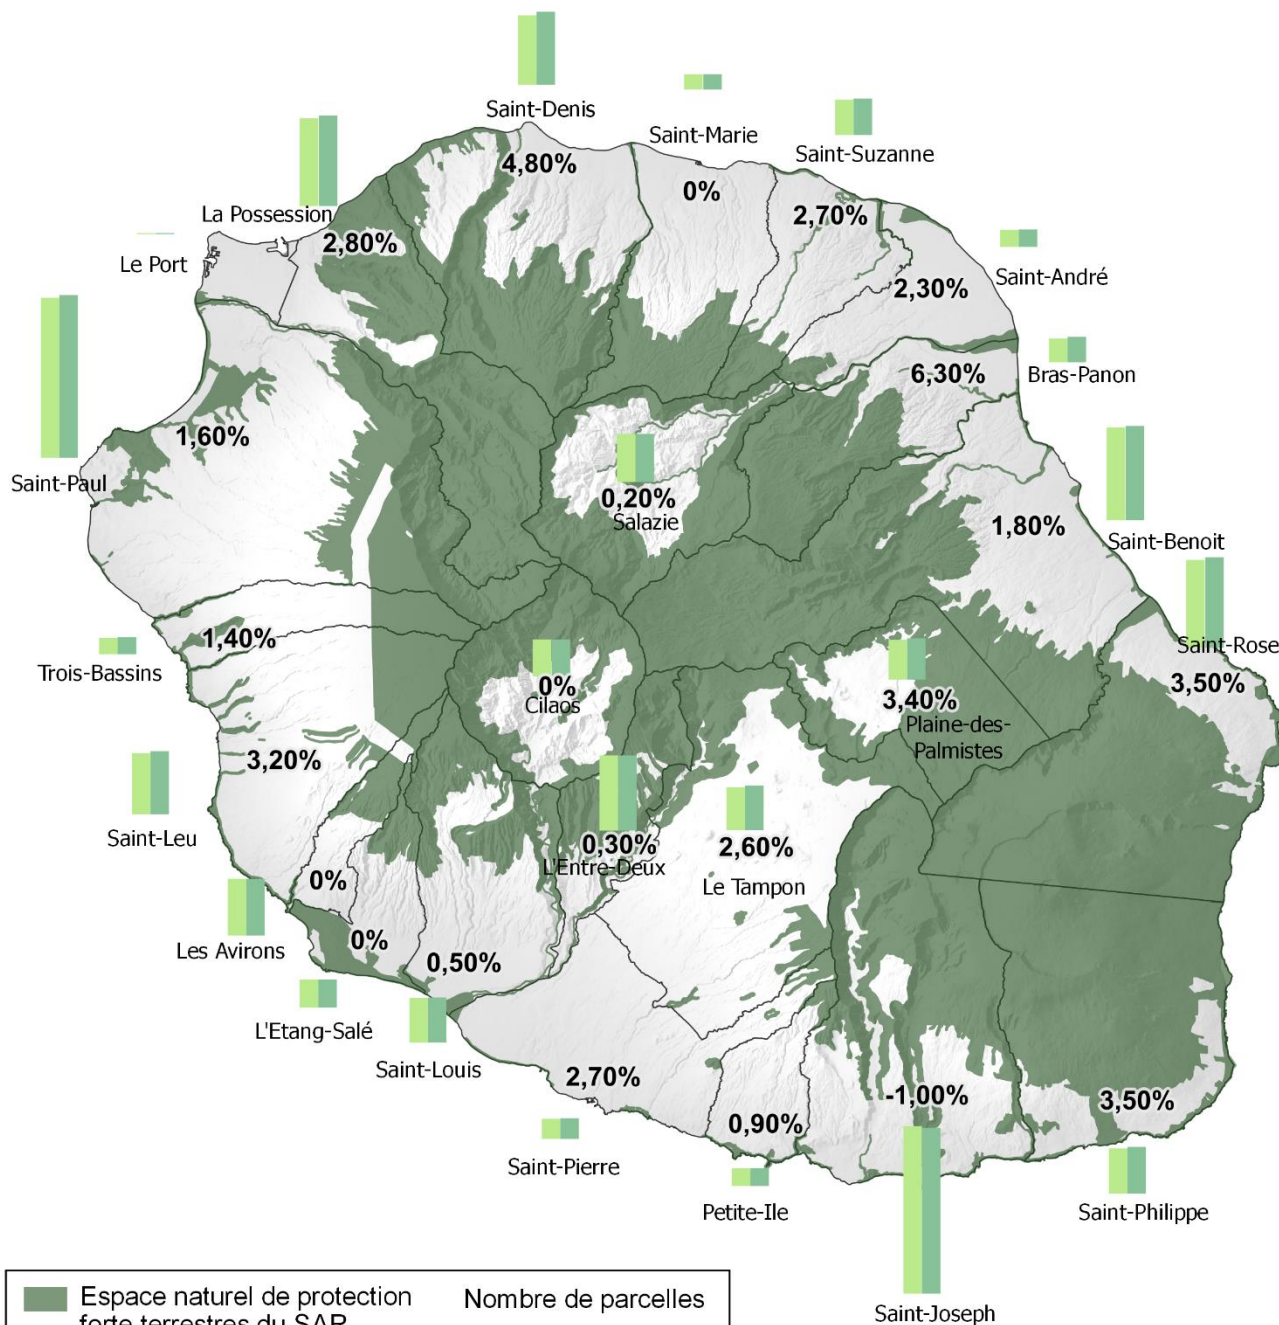 Saint-Denis
Saint-Marie
Saint-Suzanne
4,80%
0%
La Possession
2,70%
2,80%
Le Port
Saint-André
2,30%
Bras-Panon
6,30%
1,60%
Saint-Paul
0,20%
Salazie
1,80%
Saint-Benoit
1,40%
Trois-Bassins
Saint-Rose
3,50%
0%
Cilaos
3,40%
Plaine-des-
Palmistes
3,20%
Saint-Leu
0,30%
L'Entre-Deux
2,60%
Le Tampon
0%
Les Avirons
0%
0,50%
L'Etang-Salé
Saint-Louis
2,70%
-1,00%
3,50%
0,90%
Saint-Pierre
Petite-Ile
Saint-Philippe
Saint-Joseph
Espace naturel de protection
forte terrestres du SAR
Nombre de parcelles